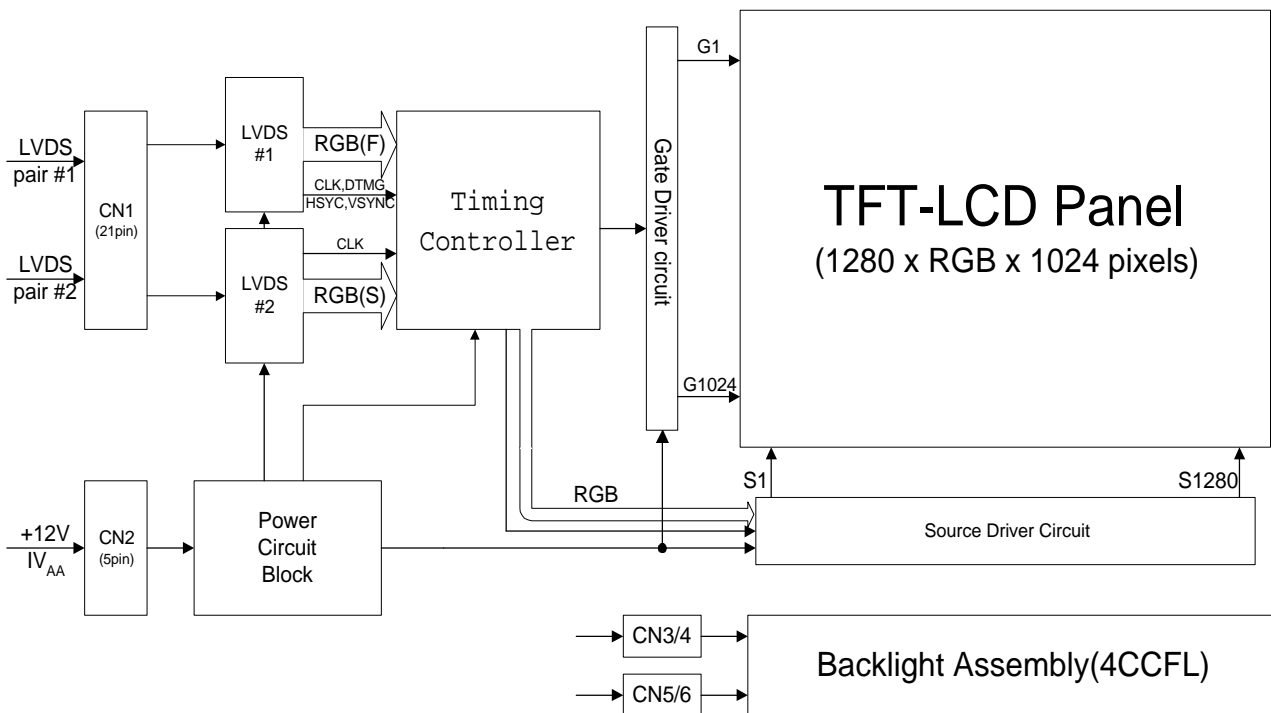 LVDS
pair #1
LVDS
pair #2
CN1
(21pin)
LVDS
#1
LVDS
#2
RGB(F)
CLK,DTMG
HSYC,VSYNC
CLK
RGB(S)
Timing
Controller
Gate Driver circuit
G1
G1024
TFT-LCD Panel
(1280 x RGB x 1024 pixels)
S1
S1280
RGB
Source Driver Circuit
+12V
IVAA
CN2
(5pin)
Power
Circuit
Block
CN3/4
CN5/6
Backlight Assembly(4CCFL)